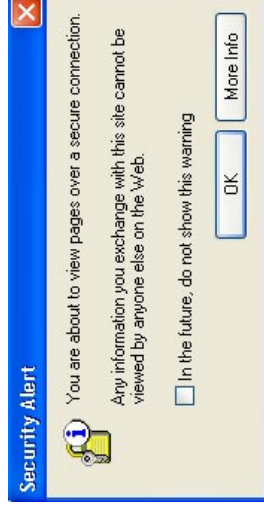 Security Alert
You are about to view pages over a secure connection.
Any information you exchange with this site cannot be
viewed by anyone else on the Web.
In the future, do not show this warning
OK
More Info